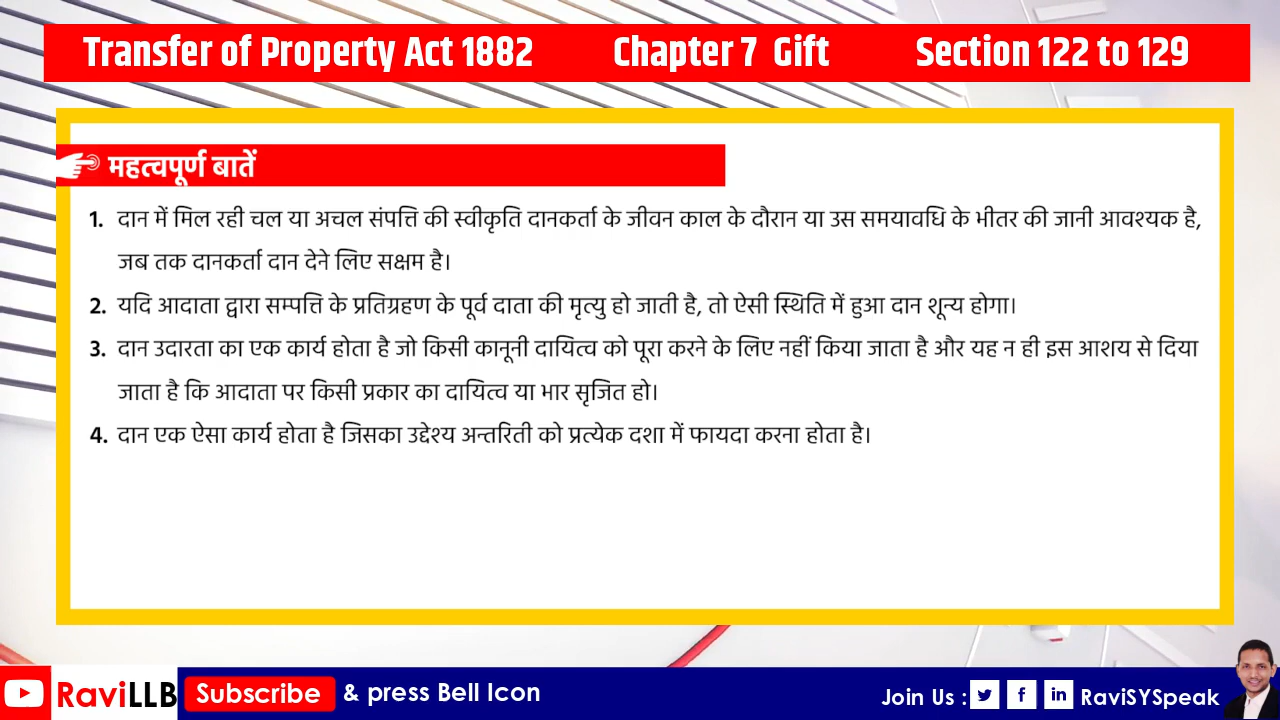 Transfer of Property Act 1882 Chapter 7 Gift Section 122 to 129
महत्वपूर्ण बातें
1. दान में मिल रही चल या अचल संपत्ति की स्वीकृति दानकर्ता के जीवन काल के दौरान या उस समयावधि के भीतर की जानी आवश्यक है,
जब तक दानकर्ता दान देने लिए सक्षम है।
2. यदि आदाता द्वारा सम्पत्ति के प्रतिग्रहण के पूर्व दाता की मृत्यु हो जाती है, तो ऐसी स्थिति में हुआ दान शून्य होगा।
3. दान उदारता का एक कार्य होता है जो किसी कानूनी दायित्व को पूरा करने के लिए नहीं किया जाता है और यह न ही इस आशय से दिया
जाता है कि आदाता पर किसी प्रकार का दायित्व या भार सृजित हो।
4. दान एक ऐसा कार्य होता है जिसका उद्देश्य अन्तरिती को प्रत्येक दशा में फायदा करना होता है।
RaviLLB Subscribe & press Bell Icon Join Us : RaviSYSpeak